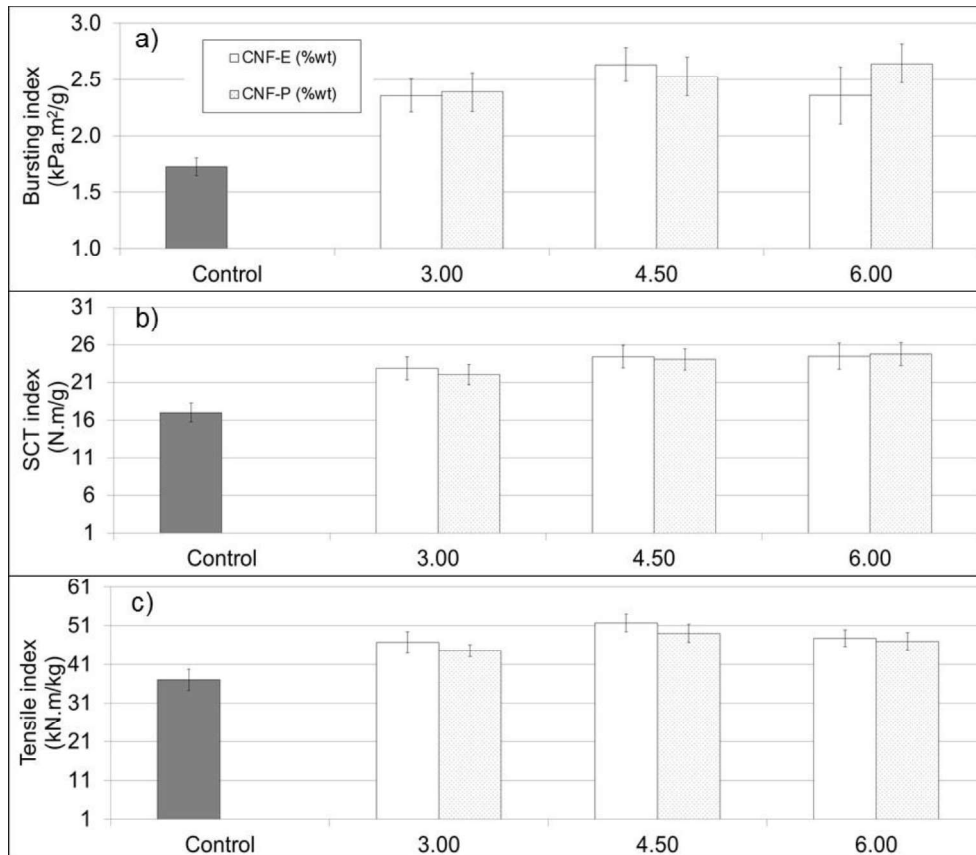 a)
CNF-E (%wt)
CNF-P (%wt)
Bursting index
(kPa.m²/g)
3.0
2.5
2.0
1.5
1.0
Control 3.00 4.50 6.00
b)
SCT index
(N.m/g)
31
26
21
16
11
6
1
Control 3.00 4.50 6.00
c)
Tensile index
(kN.m/kg)
61
51
41
31
21
11
1
Control 3.00 4.50 6.00